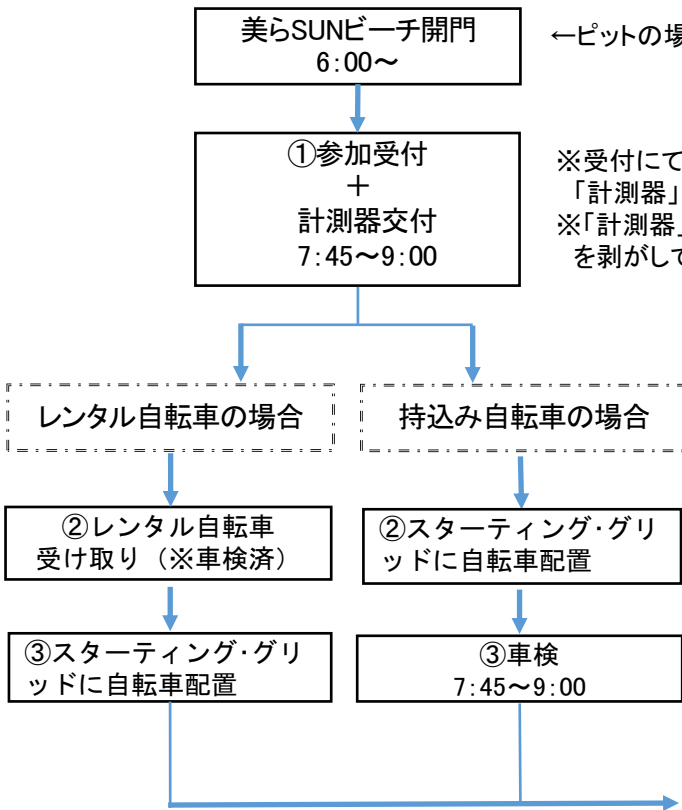 美らSUNビーチ開門
6:00～
←ピットの場
①参加受付
＋
計測器交付
7:45～9:00
※受付にて
「計測器」
※「計測器」
を剥がして
レンタル自転車の場合
持込み自転車の場合
②レンタル自転車
受け取り（※車検済）
②スターティング・グリ
ッドに自転車配置
③スターティング・グリ
ッドに自転車配置
③車検
7:45～9:00